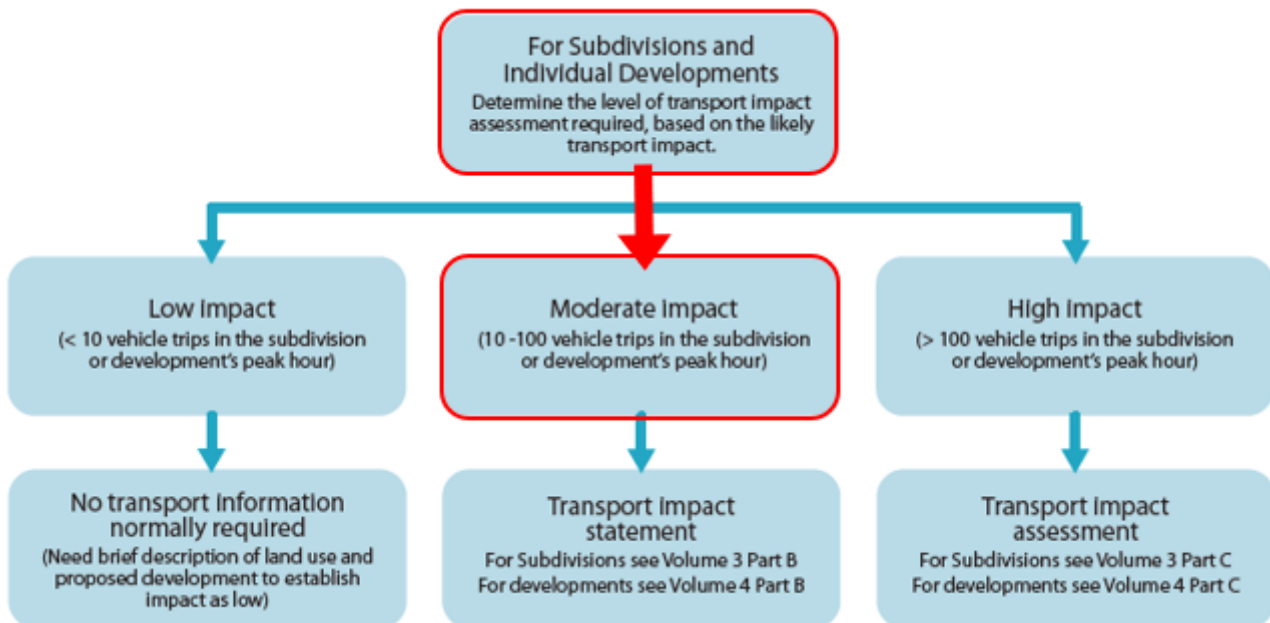 For Subdivisions and
Individual Developments
Determine the level of transport impact
assessment required, based on the likely
transport impact.
Low impact
(< 10 vehicle trips in the subdivision
or development's peak hour)
Moderate impact
(10 -100 vehicle trips in the subdivision
or development's peak hour)
High impact
(> 100 vehicle trips in the subdivision
or development's peak hour)
No transport information
normally required
(Need brief description of land use and
proposed development to establish
impact as low)
Transport impact
statement
For Subdivisions see Volume 3 Part B
For developments see Volume 4 Part B
Transport impact
assessment
For Subdivisions see Volume 3 Part C
For developments see Volume 4 Part C